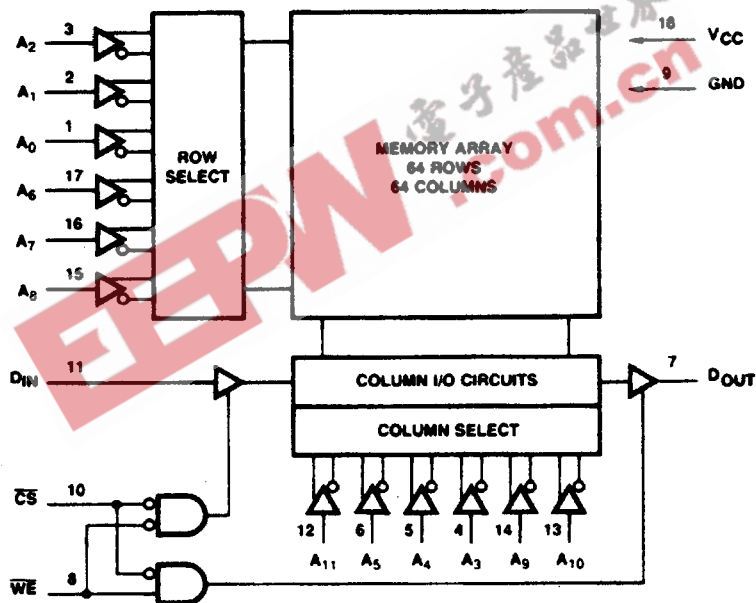 A2 3
A1 2
A0 1
A6 17
A7 16
A8 15
ROW
SELECT
MEMORY ARRAY
64 ROWS
64 COLUMNS
18 VCC
9 GND
電子產品世界
EEPW.com.cn
DIN 11
COLUMN I/O CIRCUITS
7 DOUT
COLUMN SELECT
CS 10
WE 8
12 6 5 4 14 13
A11 A5 A4 A3 A9 A10